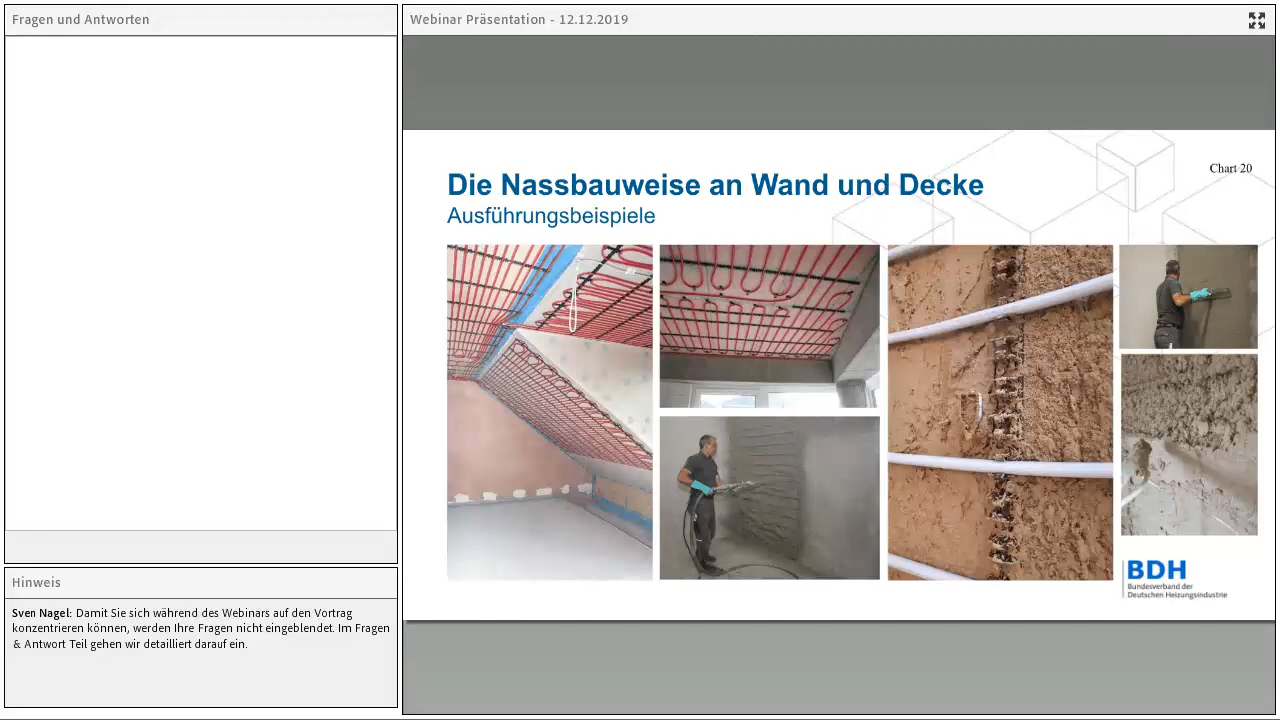 Fragen und Antworten
Webinar Präsentation - 12.12.2019
Chart 20
Die Nassbauweise an Wand und Decke
Ausführungsbeispiele
BDH
Bundesverband der
Deutschen Heizungsindustrie
Hinweis
Sven Nagel: Damit Sie sich während des Webinars auf den Vortrag
konzentrieren können, werden Ihre Fragen nicht eingeblendet. Im Fragen
& Antwort Teil gehen wir detailliert darauf ein.